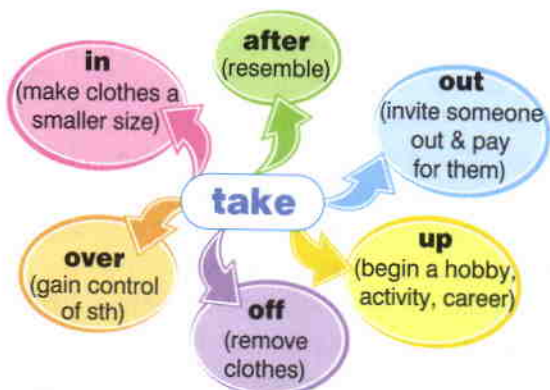 after
(resemble)
in
(make clothes a
smaller size)
out
(invite someone
out & pay
for them)
take
over
(gain control
of sth)
off
(remove
clothes)
up
(begin a hobby,
activity, career)